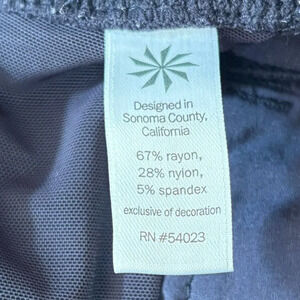 Designed in
Sonoma County,
California
67% rayon,
28% nylon,
5% spandex
exclusive of decoration
RN #54023